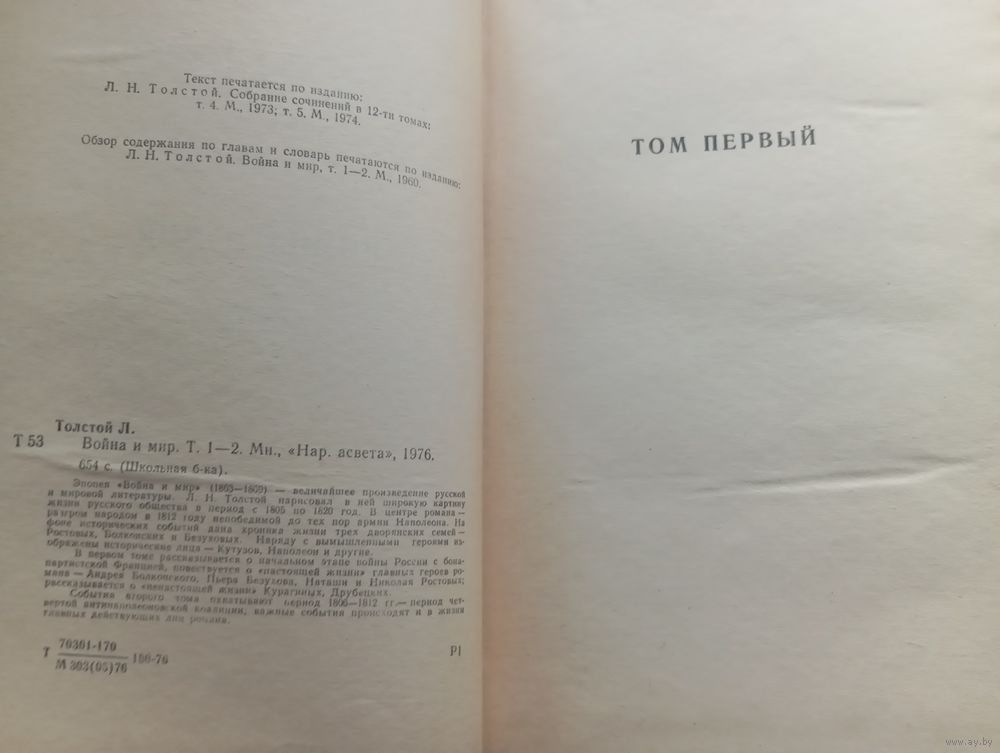 Текст печатается по изданию:
Л. Н. Толстой. Собрание сочинений в 12-ти томах:
т. 4. М., 1973; т. 5. М., 1974.
Обзор содержания по главам и словарь печатаются по изданию:
Л. Н. Толстой. Война и мир, т. 1—2. М., 1960.
Толстой Л.
Т 53 Война и мир. Т. 1—2. Мн., «Нар. асвета», 1976.
654 с. (Школьная б-ка).
Эпопея «Война и мир» (1863—1869) — величайшее произведение русской
и мировой литературы. Л. Н. Толстой нарисовал в ней широкую картину
жизни русского общества в период с 1805 по 1820 год. В центре романа —
разгром народом в 1812 году непобедимой до тех пор армии Наполеона. На
фоне исторических событий дана хроника жизни трех дворянских семей —
Ростовых, Болконских и Безуховых. Наряду с вымышленными героями изо-
бражены исторические лица — Кутузов, Наполеон и другие.
В первом томе рассказывается о начальном этапе войны России с бона-
партистской Францией, повествуется о «настоящей жизни» главных героев ро-
мана — Андрея Болконского, Пьера Безухова, Наташи и Николая Ростовых;
рассказывается о «ненастоящей жизни» Курагиных, Друбецких.
События второго тома охватывают период 1806—1812 гг.— период чет-
вертой антинаполеоновской коалиции, важные события происходят и в жизни
главных действующих лиц романа.
Т 70301-170
М 303(05)76 186-76 Р1
ТОМ ПЕРВЫЙ
www.ay.by